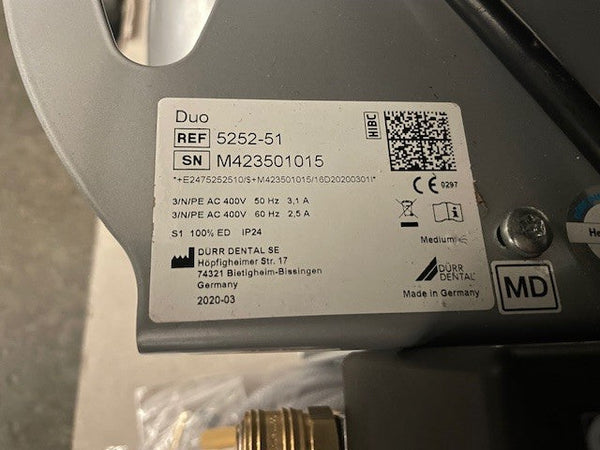 Duo
HIBC
REF 5252-51
SN M423501015
*+E2475252510/$+M423501015/16D20200301I*
CE 0297
3/N/PE AC 400V 50 Hz 3,1 A
3/N/PE AC 400V 60 Hz 2,5 A
S1 100% ED IP24
DÜRR DENTAL SE
Höpfigheimer Str. 17
74321 Bietigheim-Bissingen
Germany
2020-03
Medium
DÜRR
DENTAL
Made in Germany
MD
He